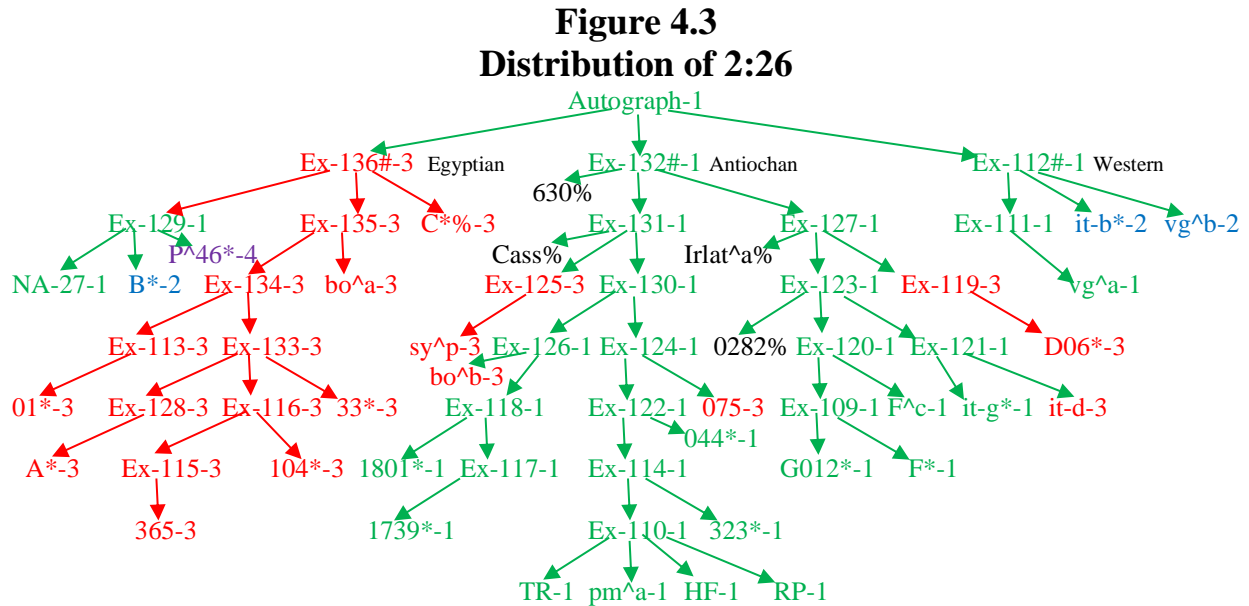 Figure 4.3
Distribution of 2:26
Autograph-1
Ex-136#-3 Egyptian Ex-132#-1 Antiochan Ex-112#-1 Western
630%
Ex-129-1 Ex-135-3 C*%-3 Ex-131-1 Ex-127-1 Ex-111-1 it-b*-2 vg^b-2
P^46*-4 Cass% Irlat^a%
NA-27-1 B*-2 Ex-134-3 bo^a-3 Ex-125-3 Ex-130-1 Ex-123-1 Ex-119-3 vg^a-1
Ex-113-3 Ex-133-3 sy^p-3 Ex-126-1 Ex-124-1 0282% Ex-120-1 Ex-121-1 D06*-3
bo^b-3
01*-3 Ex-128-3 Ex-116-3 33*-3 Ex-118-1 Ex-122-1 075-3 Ex-109-1 F^c-1 it-g*-1 it-d-3
044*-1
A*-3 Ex-115-3 104*-3 1801*-1 Ex-117-1 Ex-114-1 G012*-1 F*-1
365-3 1739*-1 Ex-110-1 323*-1
TR-1 pm^a-1 HF-1 RP-1